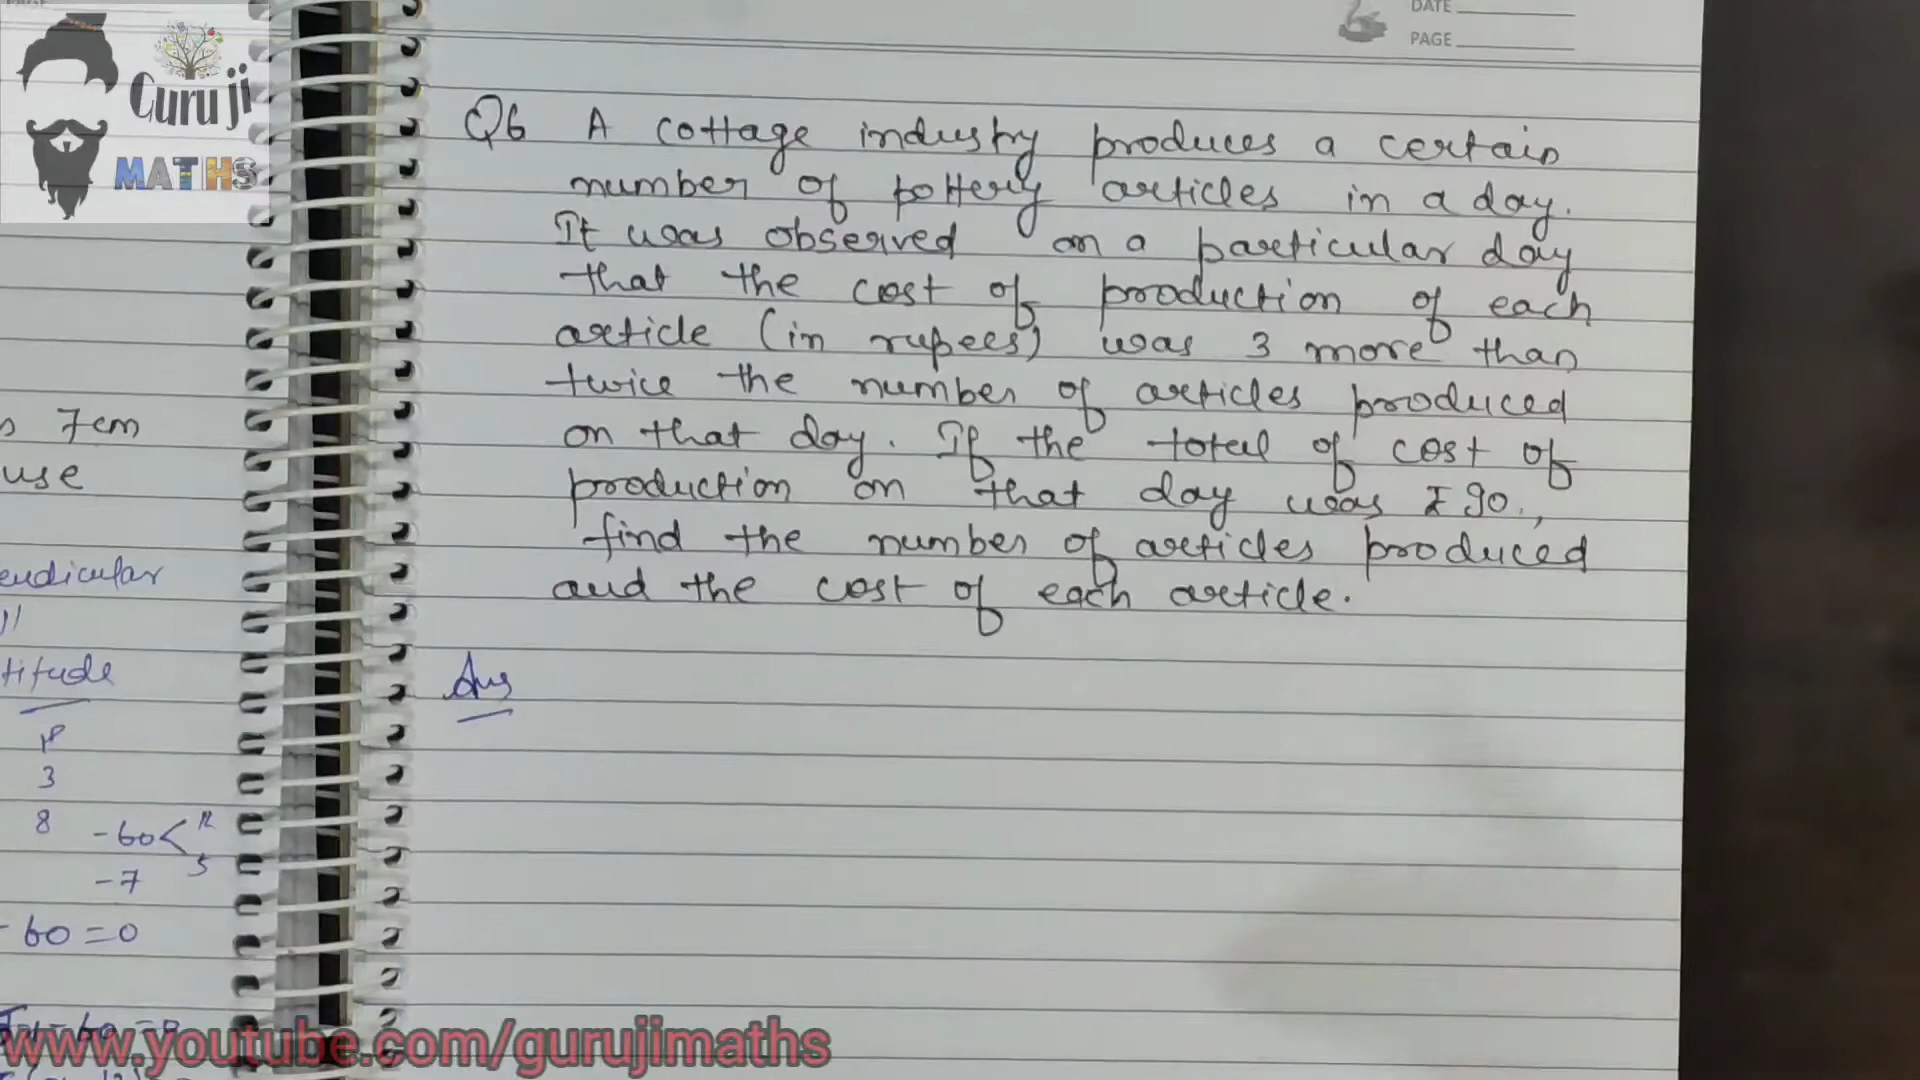 DATE
PAGE
Guru ji
MATHS
Q6 A cottage industry produces a certain
number of pottery articles in a day.
It was observed on a particular day
that the cost of production of each
article (in rupees) was 3 more than
twice the number of articles produced
on that day. If the total of cost of
production on that day was ₹90.,
find the number of articles produced
and the cost of each article.
Ans
7cm
use
endicular
titude
3
8 -60< 12
5
-7
- 60 = 0
www.youtube.com/gurujimaths